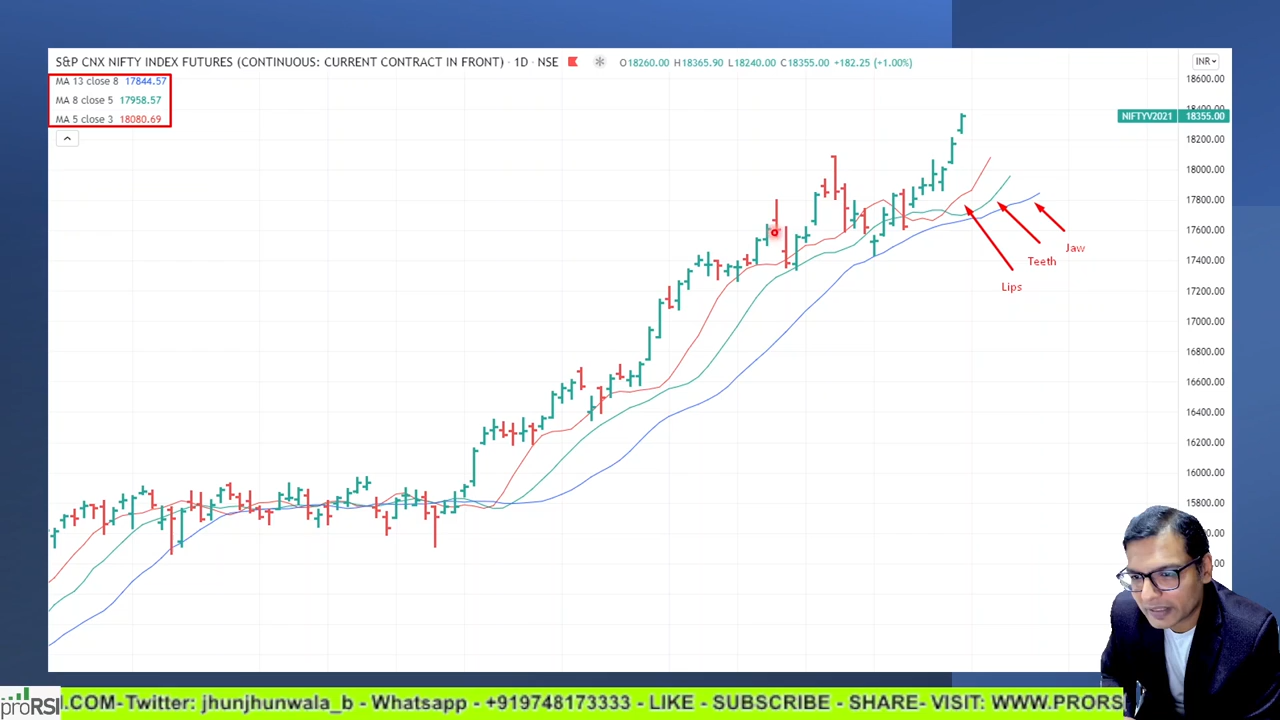 S&P CNX NIFTY INDEX FUTURES (CONTINUOUS: CURRENT CONTRACT IN FRONT) · 1D · NSE O18260.00 H18365.90 L18240.00 C18355.00 +182.25 (+1.00%)
INR
MA 13 close 8 17844.57
MA 8 close 5 17958.57
MA 5 close 3 18080.69
18600.00
18400.00
NIFTYV2021 18355.00
18200.00
18000.00
17800.00
17600.00
17400.00
17200.00
17000.00
16800.00
16600.00
16400.00
16200.00
16000.00
15800.00
Jaw
Teeth
Lips
proRSI
.COM-Twitter: jhunjhunwala_b - Whatsapp - +919748173333 - LIKE - SUBSCRIBE - SHARE- VISIT: WWW.PRORS